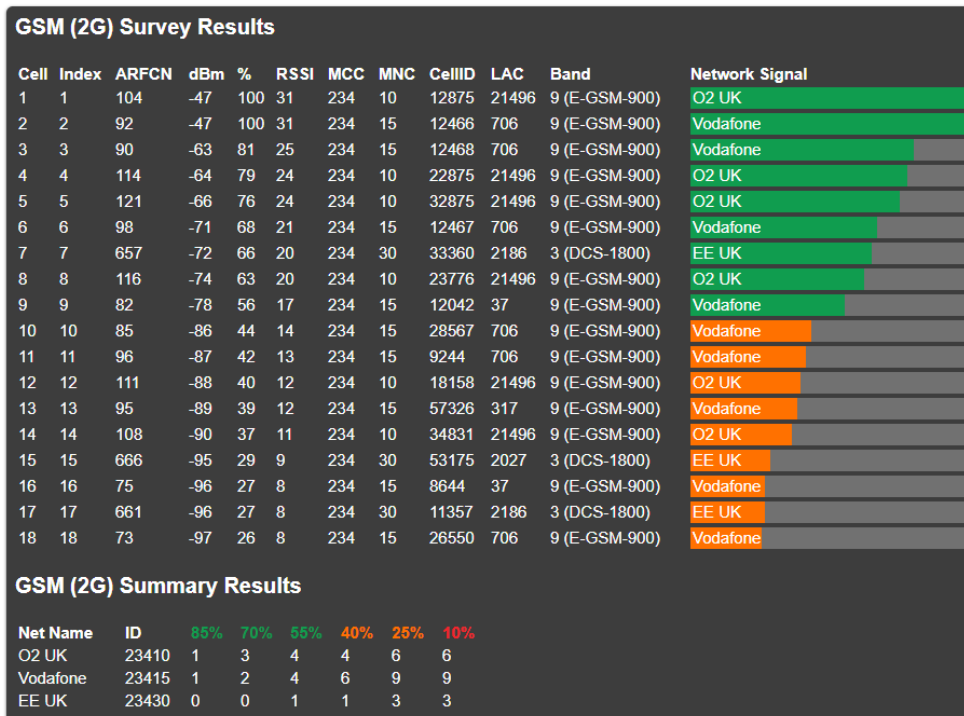 GSM (2G) Survey Results
Cell Index ARFCN dBm % RSSI MCC MNC CellID LAC Band Network Signal
1 1 104 -47 100 31 234 10 12875 21496 9 (E-GSM-900) O2 UK
2 2 92 -47 100 31 234 15 12466 706 9 (E-GSM-900) Vodafone
3 3 90 -63 81 25 234 15 12468 706 9 (E-GSM-900) Vodafone
4 4 114 -64 79 24 234 10 22875 21496 9 (E-GSM-900) O2 UK
5 5 121 -66 76 24 234 10 32875 21496 9 (E-GSM-900) O2 UK
6 6 98 -71 68 21 234 15 12467 706 9 (E-GSM-900) Vodafone
7 7 657 -72 66 20 234 30 33360 2186 3 (DCS-1800) EE UK
8 8 116 -74 63 20 234 10 23776 21496 9 (E-GSM-900) O2 UK
9 9 82 -78 56 17 234 15 12042 37 9 (E-GSM-900) Vodafone
10 10 85 -86 44 14 234 15 28567 706 9 (E-GSM-900) Vodafone
11 11 96 -87 42 13 234 15 9244 706 9 (E-GSM-900) Vodafone
12 12 111 -88 40 12 234 10 18158 21496 9 (E-GSM-900) O2 UK
13 13 95 -89 39 12 234 15 57326 317 9 (E-GSM-900) Vodafone
14 14 108 -90 37 11 234 10 34831 21496 9 (E-GSM-900) O2 UK
15 15 666 -95 29 9 234 30 53175 2027 3 (DCS-1800) EE UK
16 16 75 -96 27 8 234 15 8644 37 9 (E-GSM-900) Vodafone
17 17 661 -96 27 8 234 30 11357 2186 3 (DCS-1800) EE UK
18 18 73 -97 26 8 234 15 26550 706 9 (E-GSM-900) Vodafone
GSM (2G) Summary Results
Net Name ID 85% 70% 55% 40% 25% 10%
O2 UK 23410 1 3 4 4 6 6
Vodafone 23415 1 2 4 6 9 9
EE UK 23430 0 0 1 1 3 3